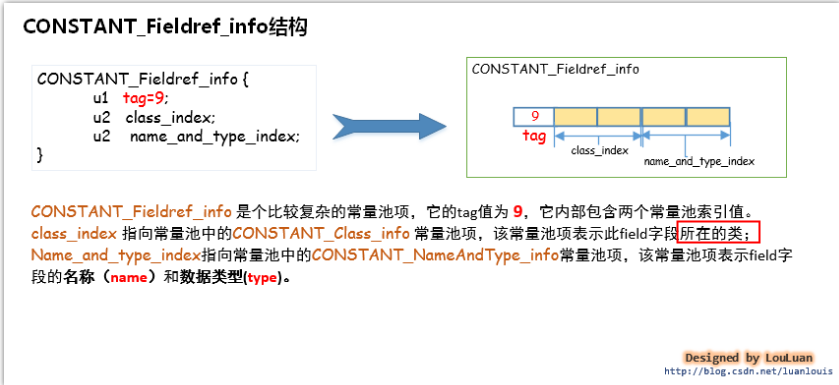 CONSTANT_Fieldref_info结构
CONSTANT_Fieldref_info {
u1 tag=9;
u2 class_index;
u2 name_and_type_index;
}
CONSTANT_Fieldref_info
9
tag
class_index
name_and_type_index
CONSTANT_Fieldref_info 是个比较复杂的常量池项，它的tag值为 9，它内部包含两个常量池索引值。
class_index 指向常量池中的CONSTANT_Class_info 常量池项，该常量池项表示此field字段所在的类；
Name_and_type_index指向常量池中的CONSTANT_NameAndType_info常量池项，该常量池项表示field字
段的名称（name）和数据类型(type)。
Designed by LouLuan
http://blog.csdn.net/luanlouis